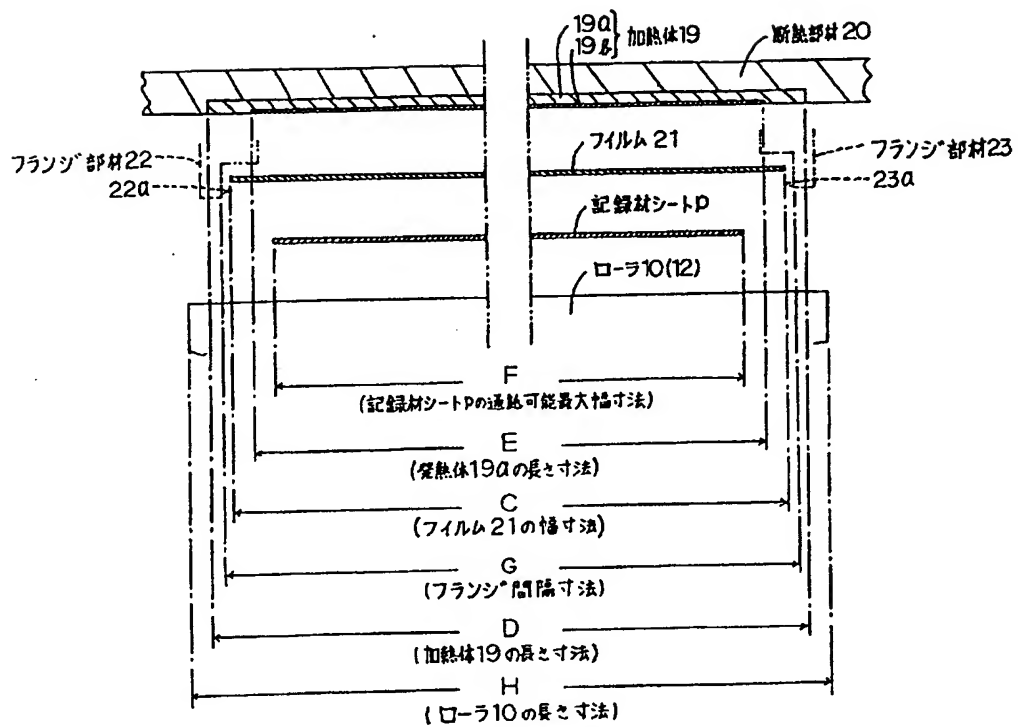 19a
19b } 加熱体19
断熱部材20
フランジ部材22
22a
フィルム21
フランジ部材23
23a
記録材シートP
ローラ10(12)
F
(記録材シートPの通紙可能最大幅寸法)
E
(発熱体19aの長さ寸法)
C
(フィルム21の幅寸法)
G
(フランジ間隔寸法)
D
(加熱体19の長さ寸法)
H
(ローラ10の長さ寸法)